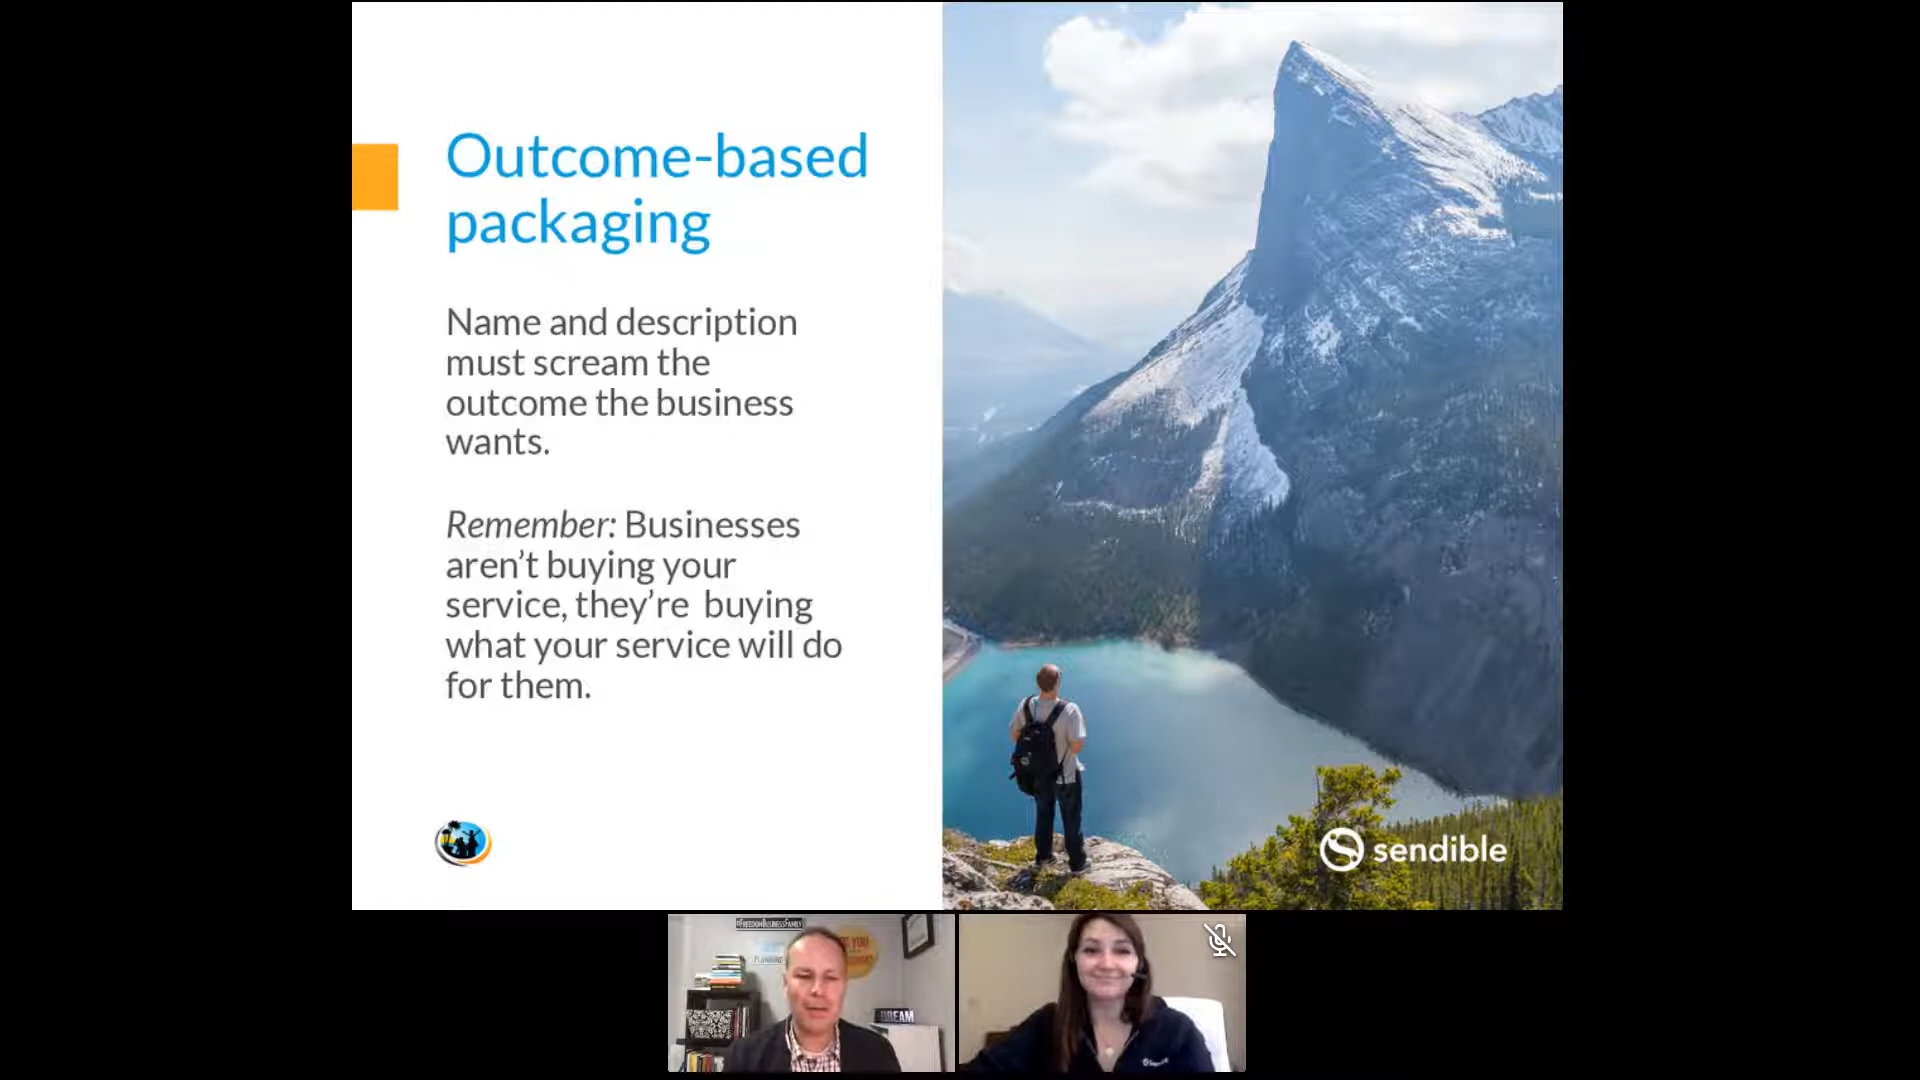 Outcome-based
packaging
Name and description
must scream the
outcome the business
wants.
Remember: Businesses
aren’t buying your
service, they’re  buying
what your service will do
for them.
sendible
#FREEDOMBUSINESSFAMILY
DREAM